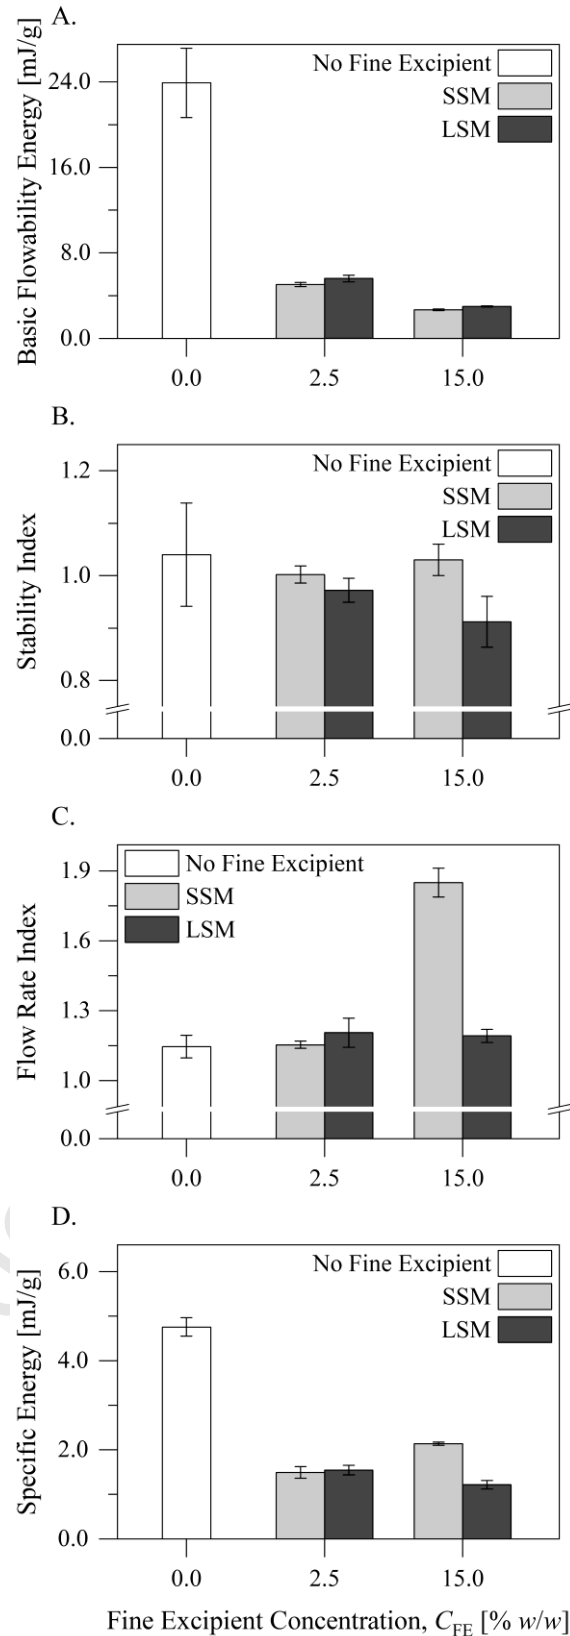 A.
Basic Flowability Energy [mJ/g]
24.0
16.0
8.0
0.0
No Fine Excipient
SSM
LSM
0.0 2.5 15.0
B.
Stability Index
1.2
1.0
0.8
0.0
No Fine Excipient
SSM
LSM
0.0 2.5 15.0
C.
Flow Rate Index
1.9
1.6
1.3
1.0
0.0
No Fine Excipient
SSM
LSM
0.0 2.5 15.0
D.
Specific Energy [mJ/g]
6.0
4.0
2.0
0.0
No Fine Excipient
SSM
LSM
0.0 2.5 15.0
Fine Excipient Concentration, C_FE [% w/w]